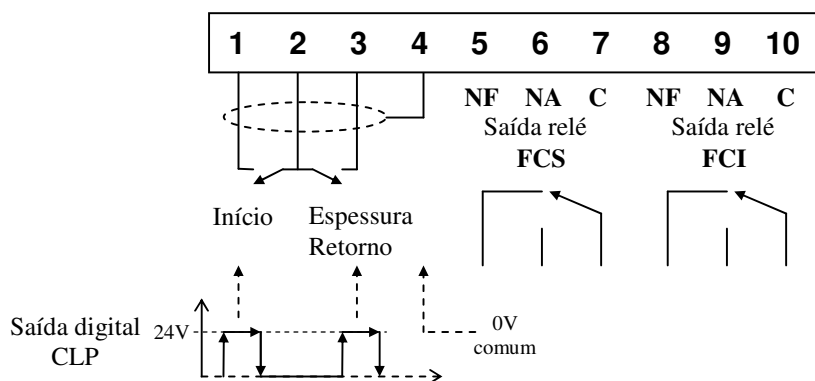 1 2 3 4 5 6 7 8 9 10
NF NA C NF NA C
Saída relé Saída relé
FCS FCI
Início Espessura
Retorno
Saída digital 24V 0V
CLP comum